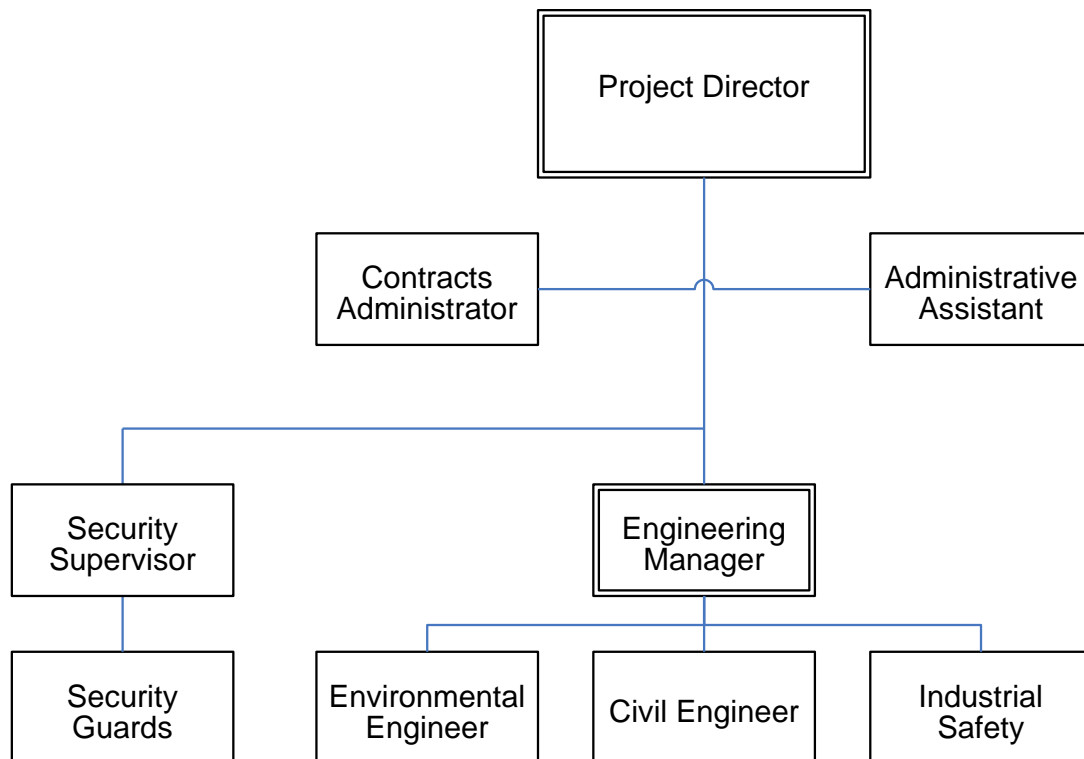 Project Director
Contracts
Administrator
Administrative
Assistant
Security
Supervisor
Engineering
Manager
Security
Guards
Environmental
Engineer
Civil Engineer
Industrial
Safety